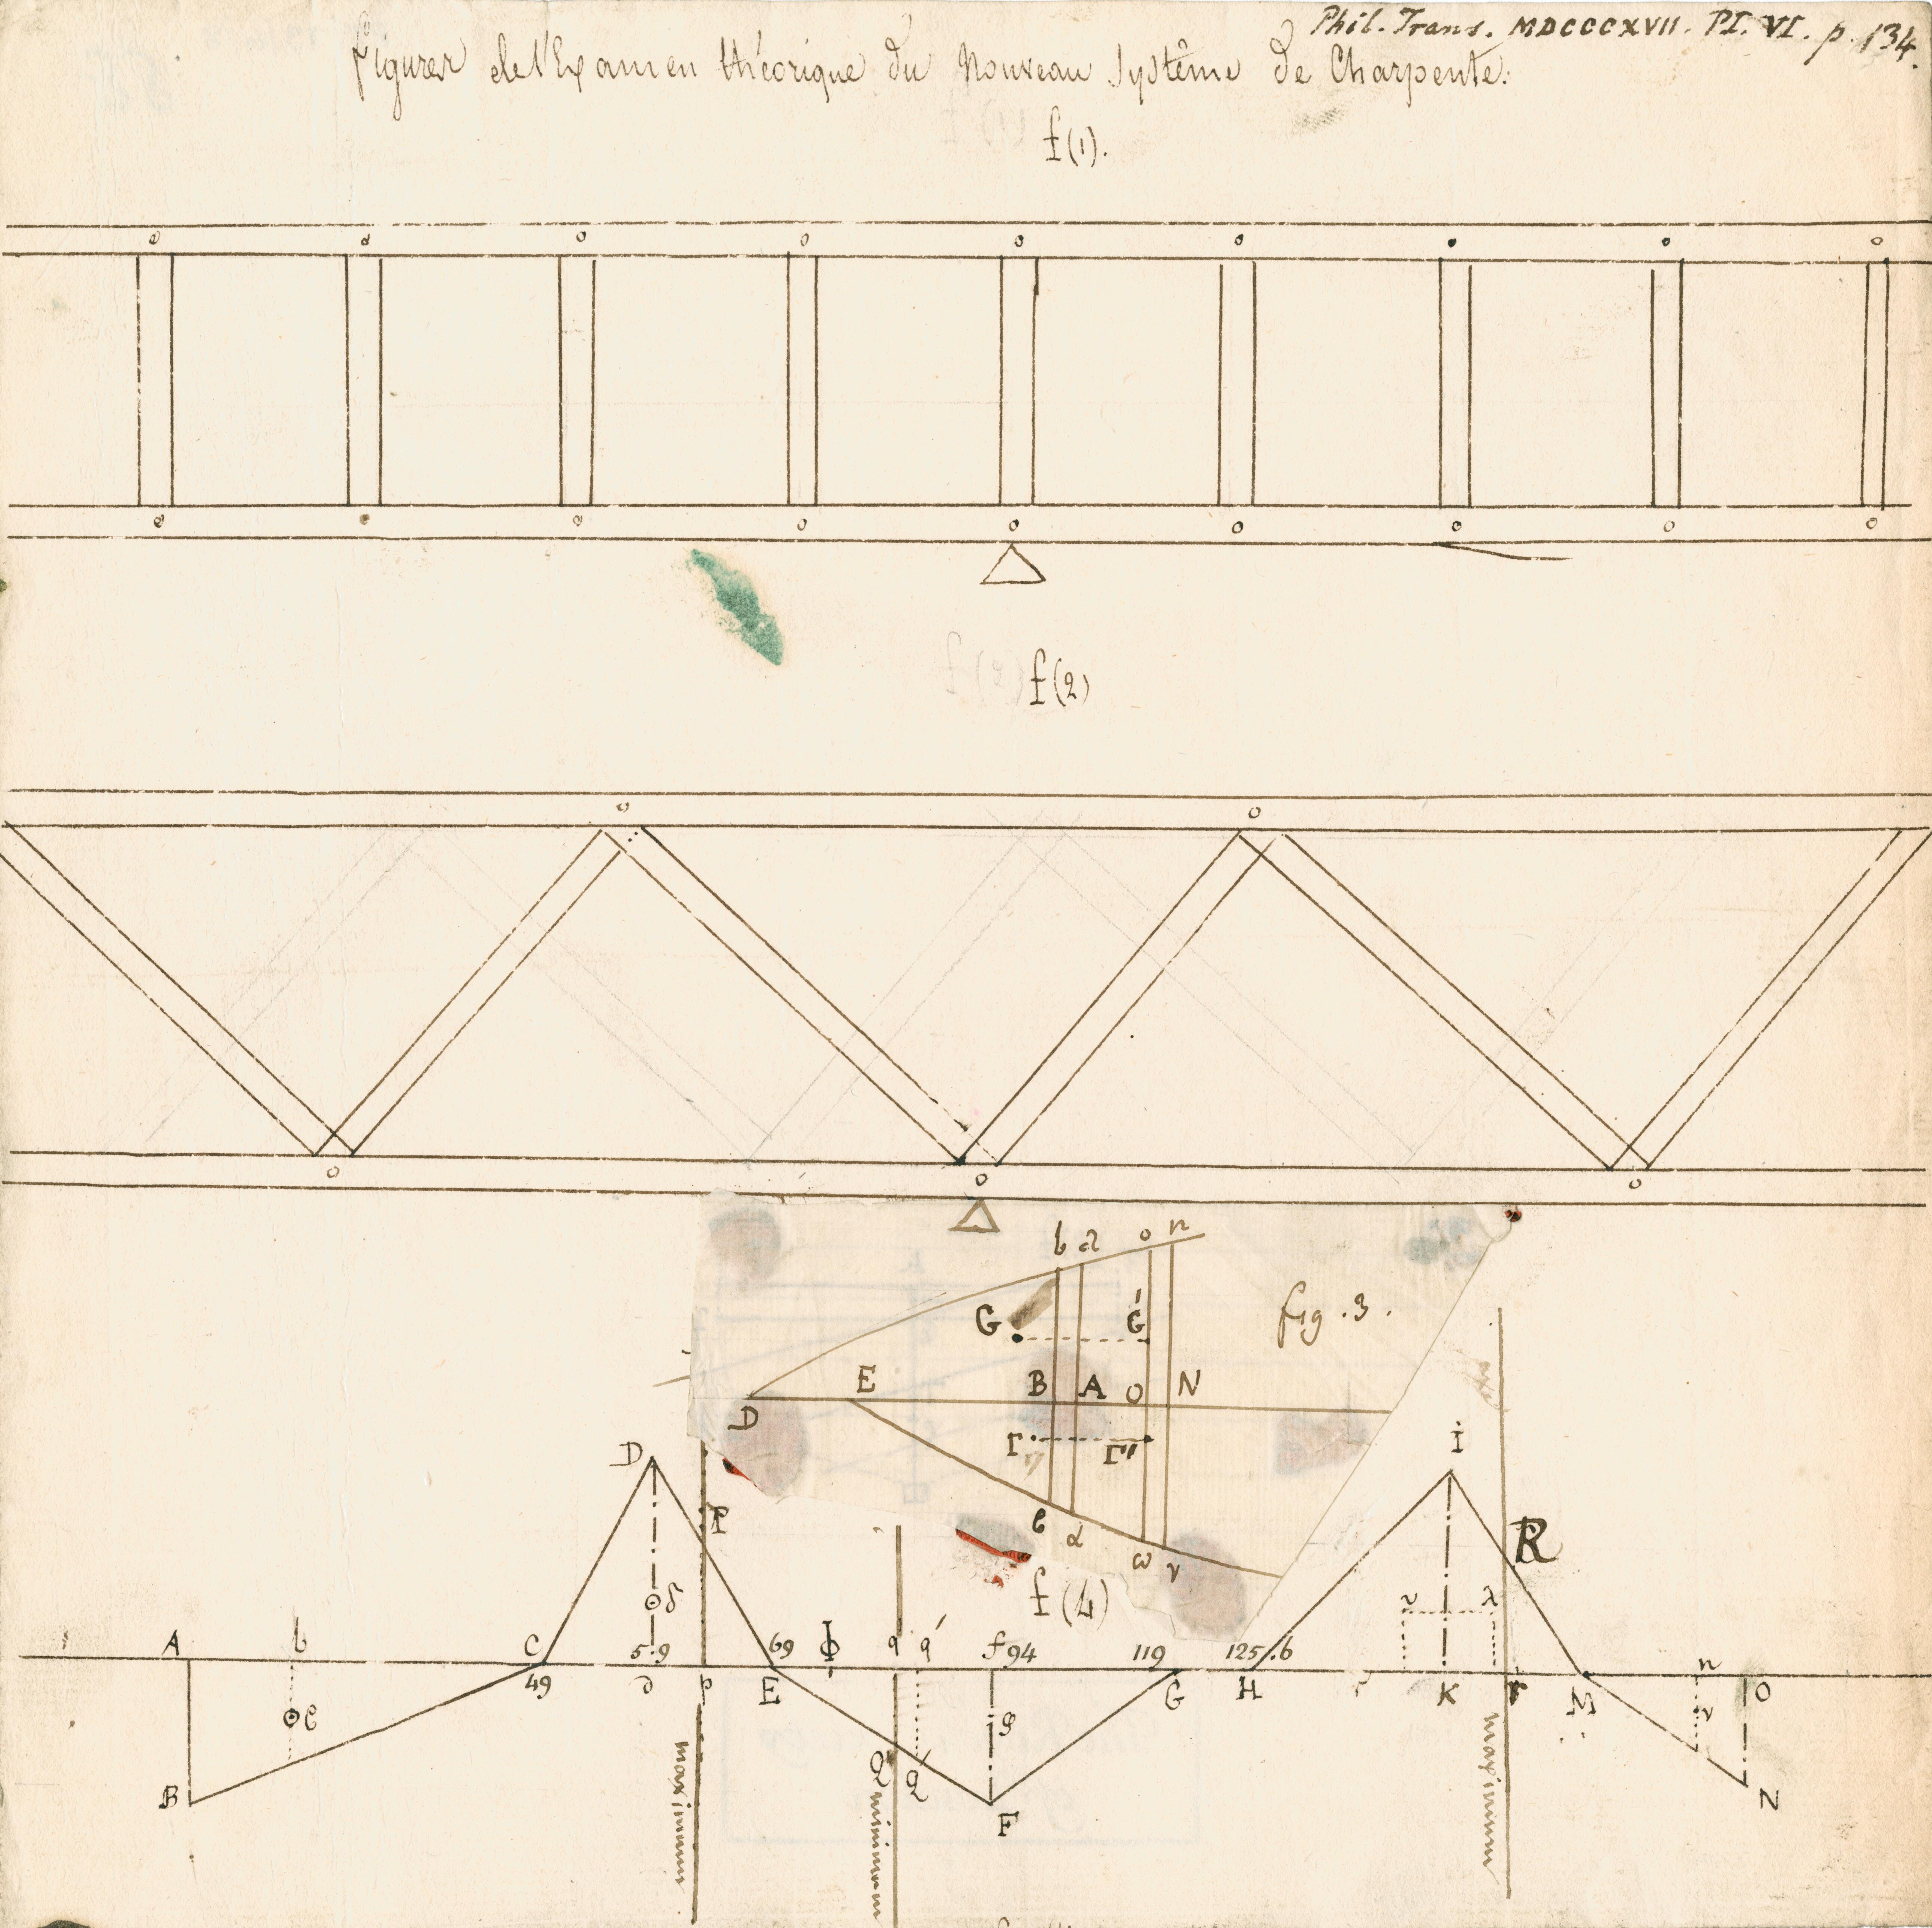 Phil. Trans. MDCCCXVII. Pl. VI. p. 134.
figures de l'Examen théorique du Nouveau Système de Charpente:
f(1).
f(2)
b a o n
G G' fig. 3.
E B A O N
D
Γ Γ'
D I
P
ω ν
R
δ f(4)
ν λ
A b C 5.9 69 Φ q q' f 94 119 125.6 n
49 E G H K r M O
Q Q
B F N
maximum minimum maximum